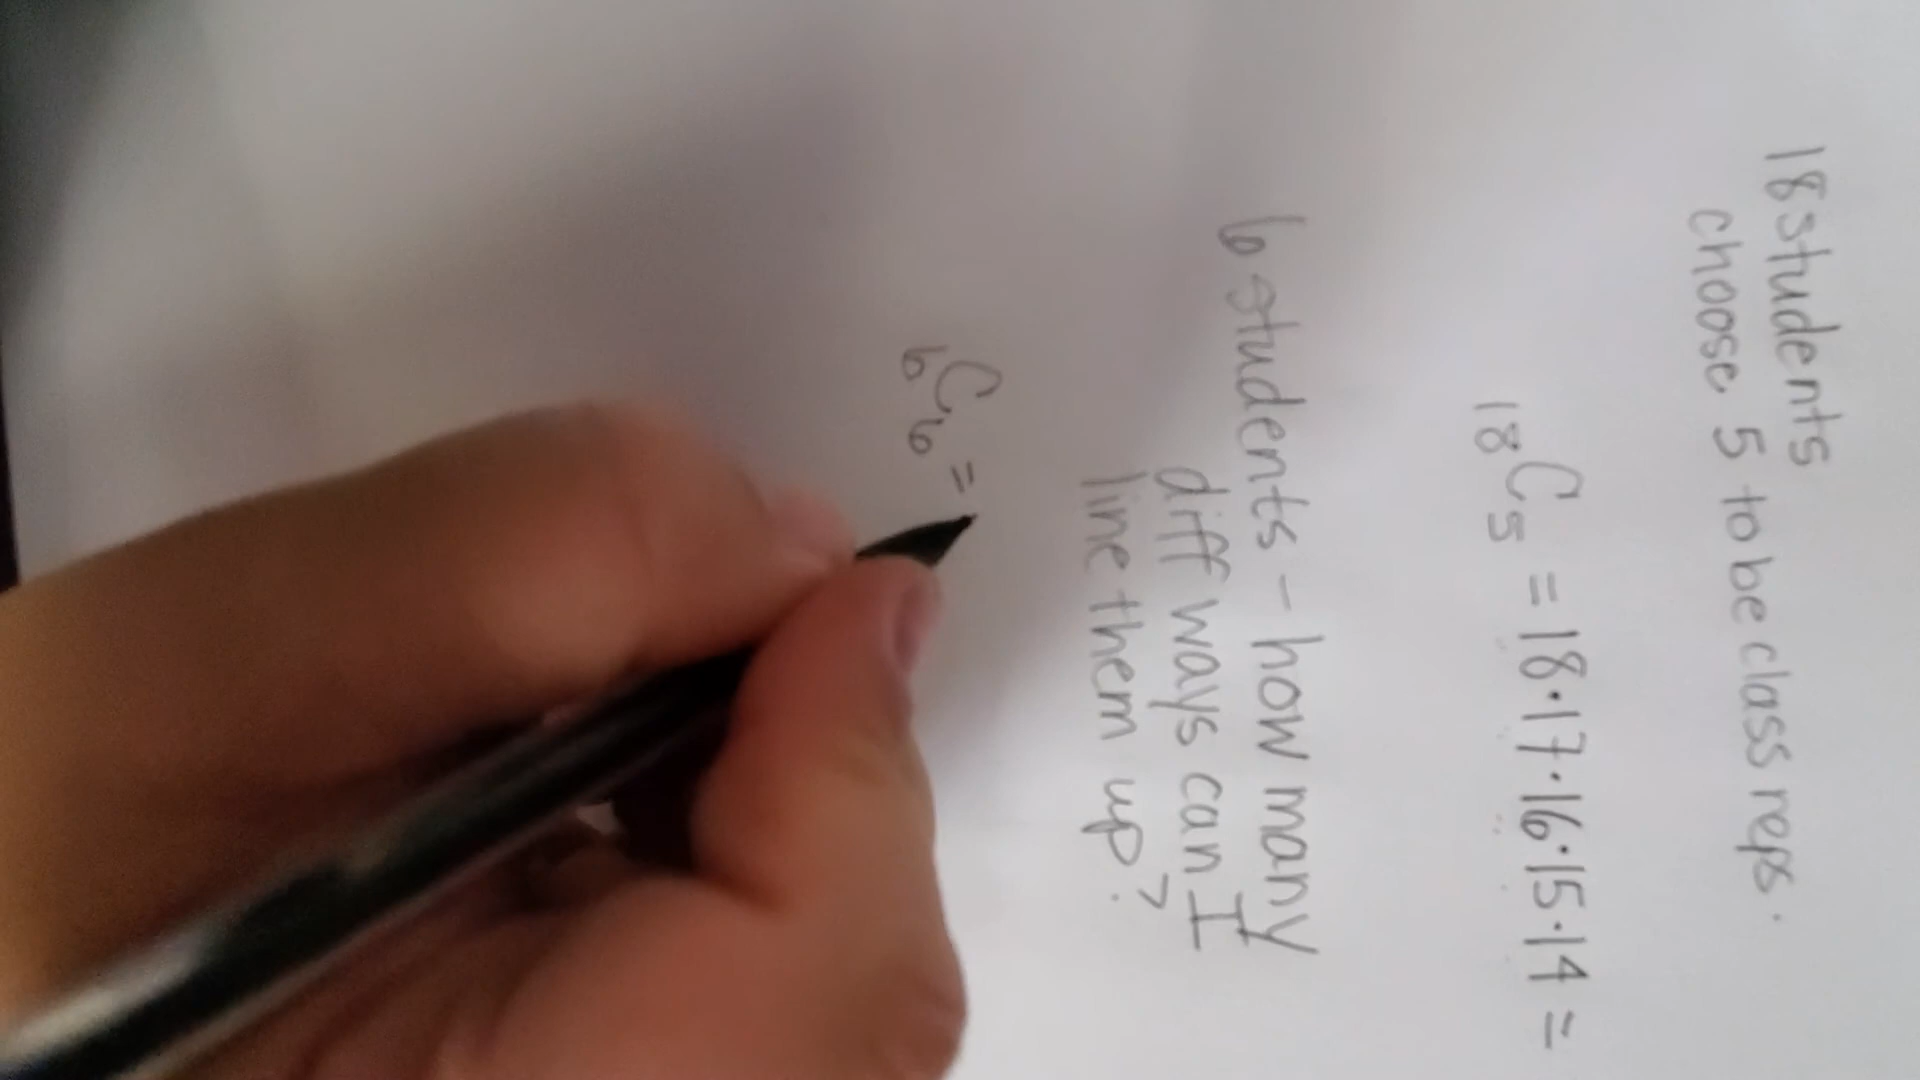 18 students
choose 5 to be class reps.
18C5 = 18·17·16·15·14 =
6 students - how many
diff ways can I
line them up?
6C6 =